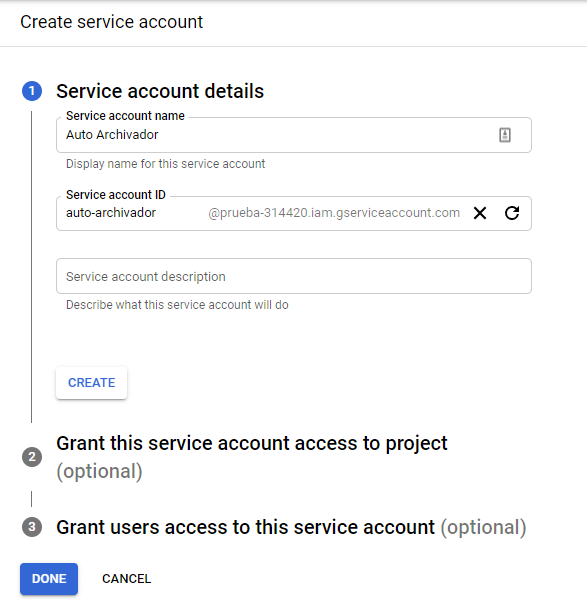 Create service account
1 Service account details
Service account name
Auto Archivador
Display name for this service account
Service account ID
auto-archivador @prueba-314420.iam.gserviceaccount.com
Service account description
Describe what this service account will do
CREATE
2 Grant this service account access to project
(optional)
3 Grant users access to this service account (optional)
DONE CANCEL